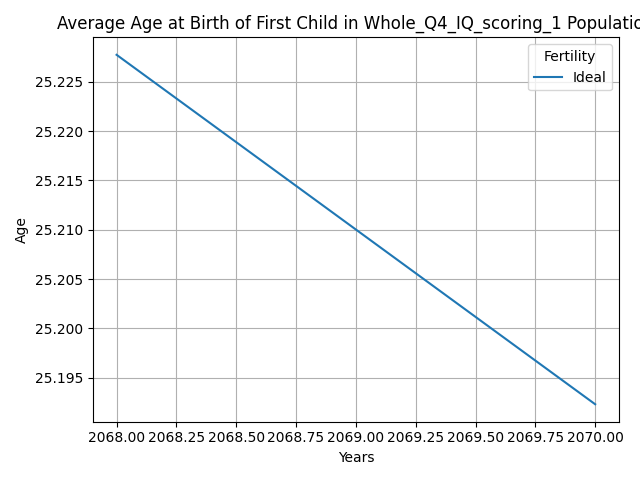 Average Age at Birth of First Child in Whole_Q4_IQ_scoring_1 Populatio
Fertility
Ideal
25.225
25.220
25.215
25.210
25.205
25.200
25.195
Age
2068.00 2068.25 2068.50 2068.75 2069.00 2069.25 2069.50 2069.75 2070.00
Years